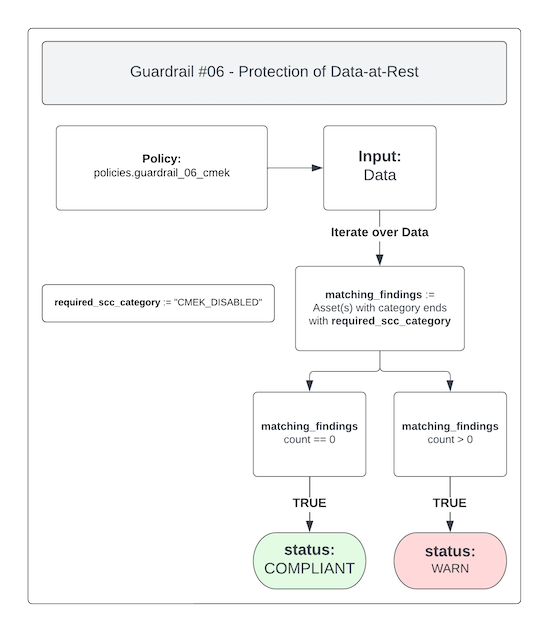 Guardrail #06 - Protection of Data-at-Rest
Policy:
policies.guardrail_06_cmek
Input:
Data
Iterate over Data
required_scc_category := "CMEK_DISABLED"
matching_findings :=
Asset(s) with category ends
with required_scc_category
matching_findings
count == 0
matching_findings
count > 0
TRUE
TRUE
status:
COMPLIANT
status:
WARN